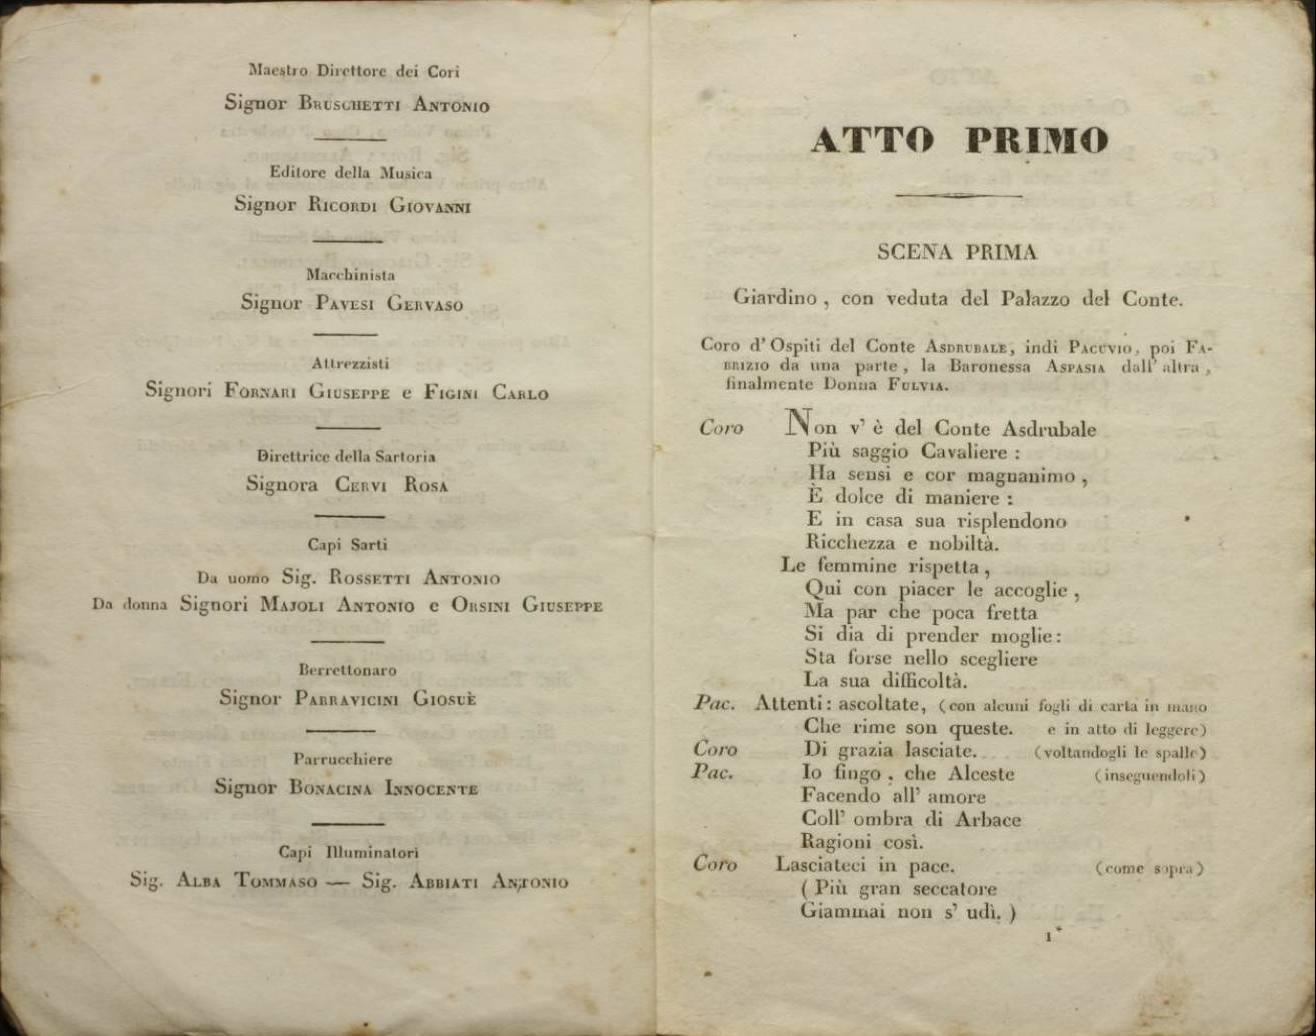 Maestro Direttore dei Cori
Signor BRUSCHETTI ANTONIO
Editore della Musica
Signor RICORDI GIOVANNI
Macchinista
Signor PAVESI GERVASO
Attrezzisti
Signori FORNARI GIUSEPPE e FIGINI CARLO
Direttrice della Sartoria
Signora CERVI ROSA
Capi Sarti
Da uomo Sig. ROSSETTI ANTONIO
Da donna Signori MAJOLI ANTONIO e ORSINI GIUSEPPE
Berrettonaro
Signor PARRAVICINI GIOSUÈ
Parrucchiere
Signor BONACINA INNOCENTE
Capi Illuminatori
Sig. ALBA TOMMASO — Sig. ABBIATI ANTONIO
ATTO PRIMO
SCENA PRIMA
Giardino, con veduta del Palazzo del Conte.
Coro d'Ospiti del Conte ASDRUBALE, indi PACUVIO, poi FA-
BRIZIO da una parte, la Baronessa ASPASIA dall'altra,
finalmente Donna FULVIA.
Coro Non v'è del Conte Asdrubale
Più saggio Cavaliere:
Ha sensi e cor magnanimo,
È dolce di maniere:
E in casa sua risplendono
Ricchezza e nobiltà.
Le femmine rispetta,
Qui con piacer le accoglie,
Ma par che poca fretta
Si dia di prender moglie:
Sta forse nello scegliere
La sua difficoltà.
Pac. Attenti: ascoltate, (con alcuni fogli di carta in mano
Che rime son queste. e in atto di leggere)
Coro Di grazia lasciate. (voltandogli le spalle)
Pac. Io fingo, che Alceste (inseguendoli)
Facendo all'amore
Coll'ombra di Arbace
Ragioni così.
Coro Lasciateci in pace. (come sopra)
(Più gran seccatore
Giammai non s'udì.)
1*